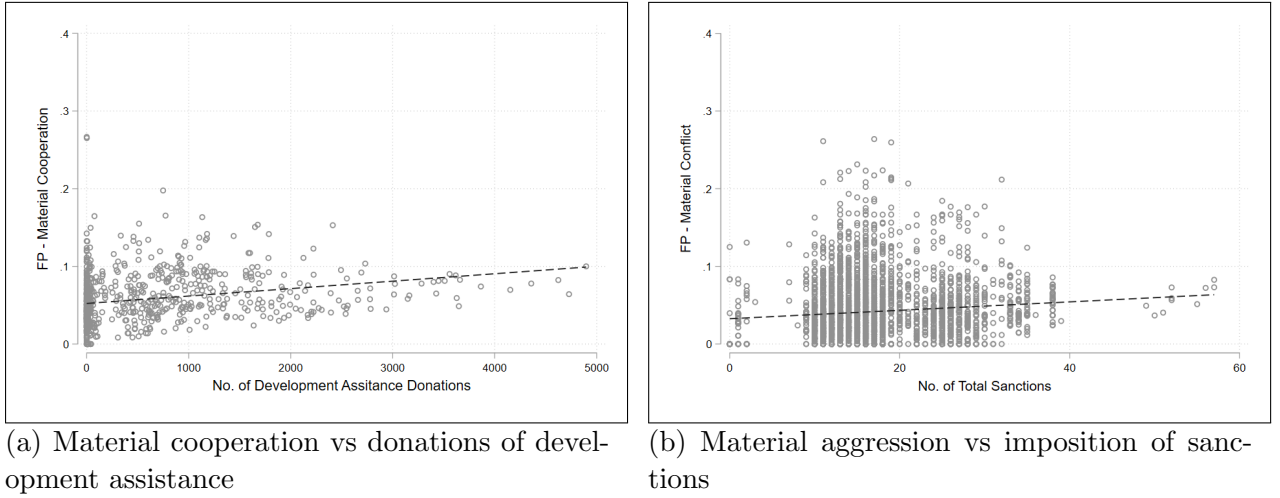 .4
.3
.2
.1
0
FP - Material Cooperation
0 1000 2000 3000 4000 5000
No. of Development Assitance Donations
(a) Material cooperation vs donations of devel-
opment assistance
.4
.3
.2
.1
0
FP - Material Conflict
0 20 40 60
No. of Total Sanctions
(b) Material aggression vs imposition of sanc-
tions